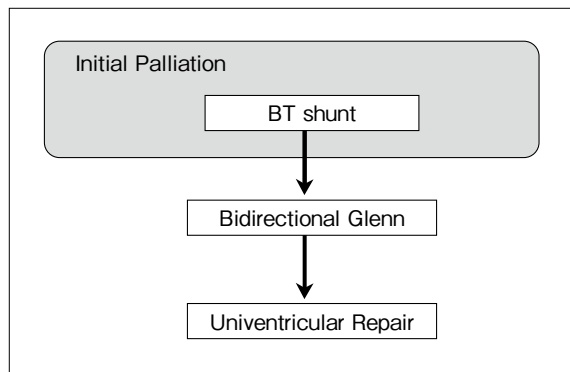 Initial Palliation
BT shunt
Bidirectional Glenn
Univentricular Repair